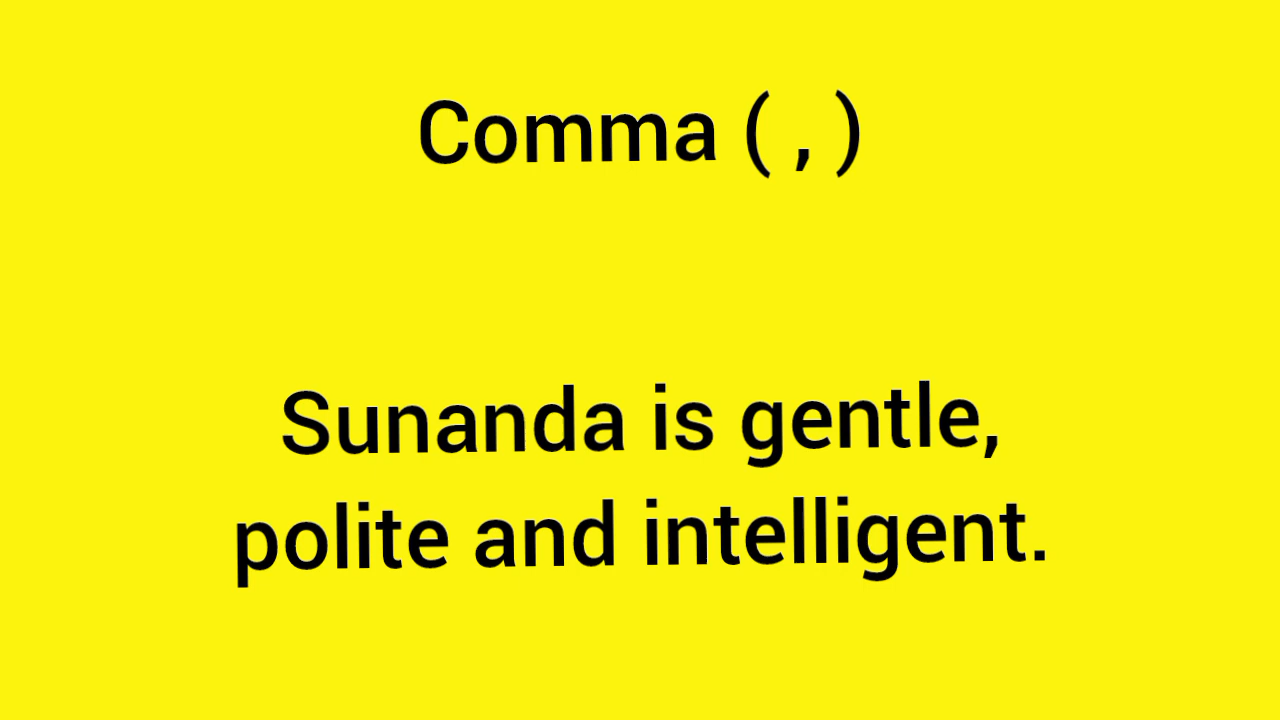 Comma ( , )
Sunanda is gentle,
polite and intelligent.